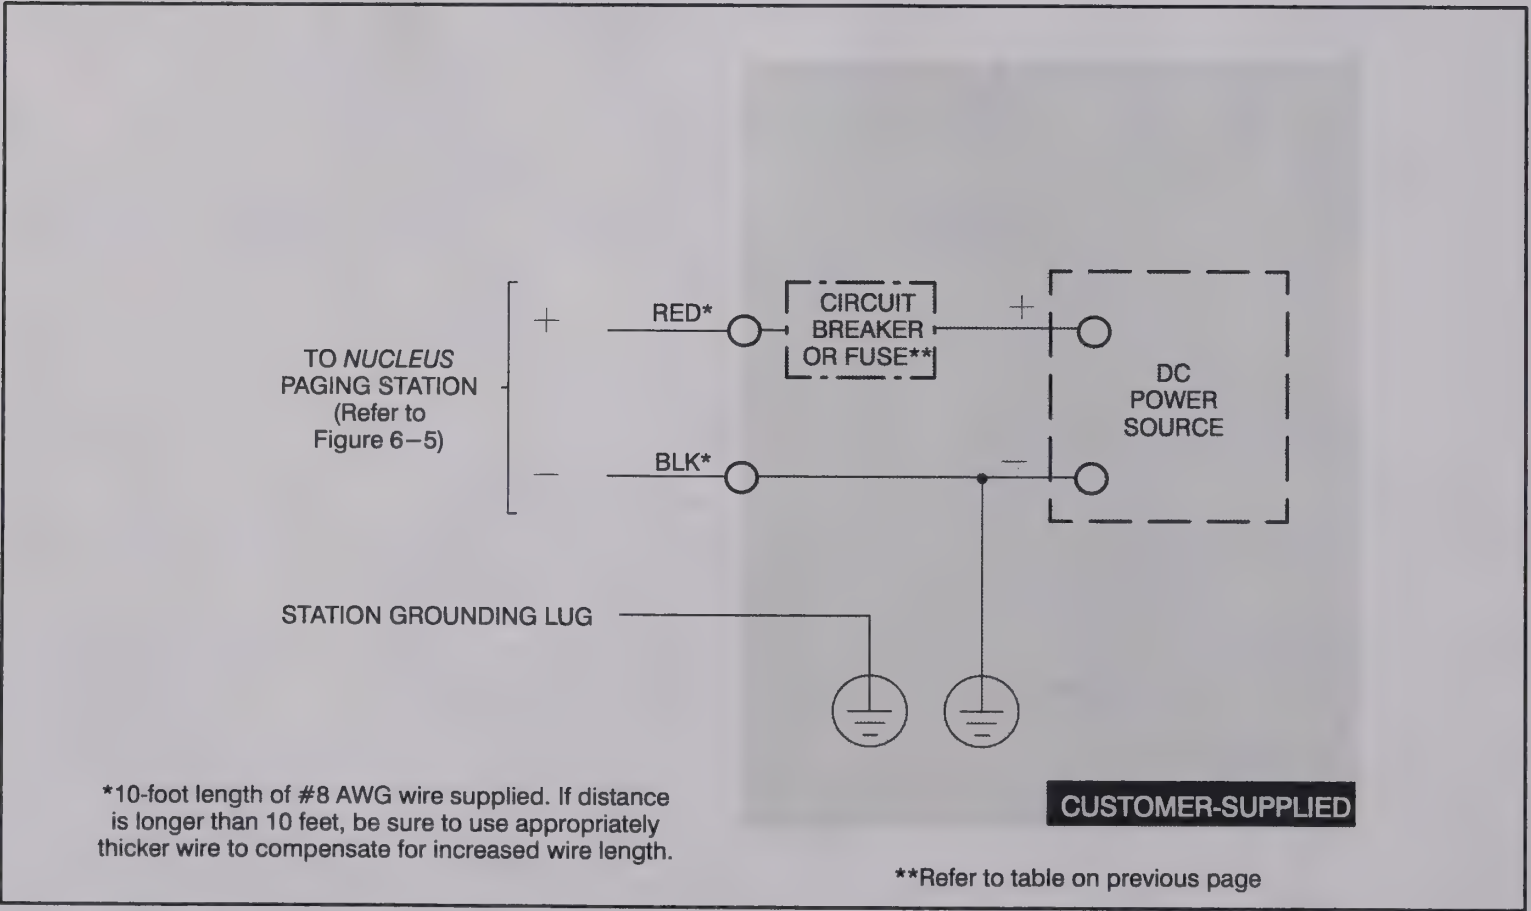 CIRCUIT
BREAKER
OR FUSE**
RED*
+
+
TO NUCLEUS
PAGING STATION
(Refer to
Figure 6–5)
DC
POWER
SOURCE
BLK*
–
–
STATION GROUNDING LUG
*10-foot length of #8 AWG wire supplied. If distance
is longer than 10 feet, be sure to use appropriately
thicker wire to compensate for increased wire length.
CUSTOMER-SUPPLIED
**Refer to table on previous page